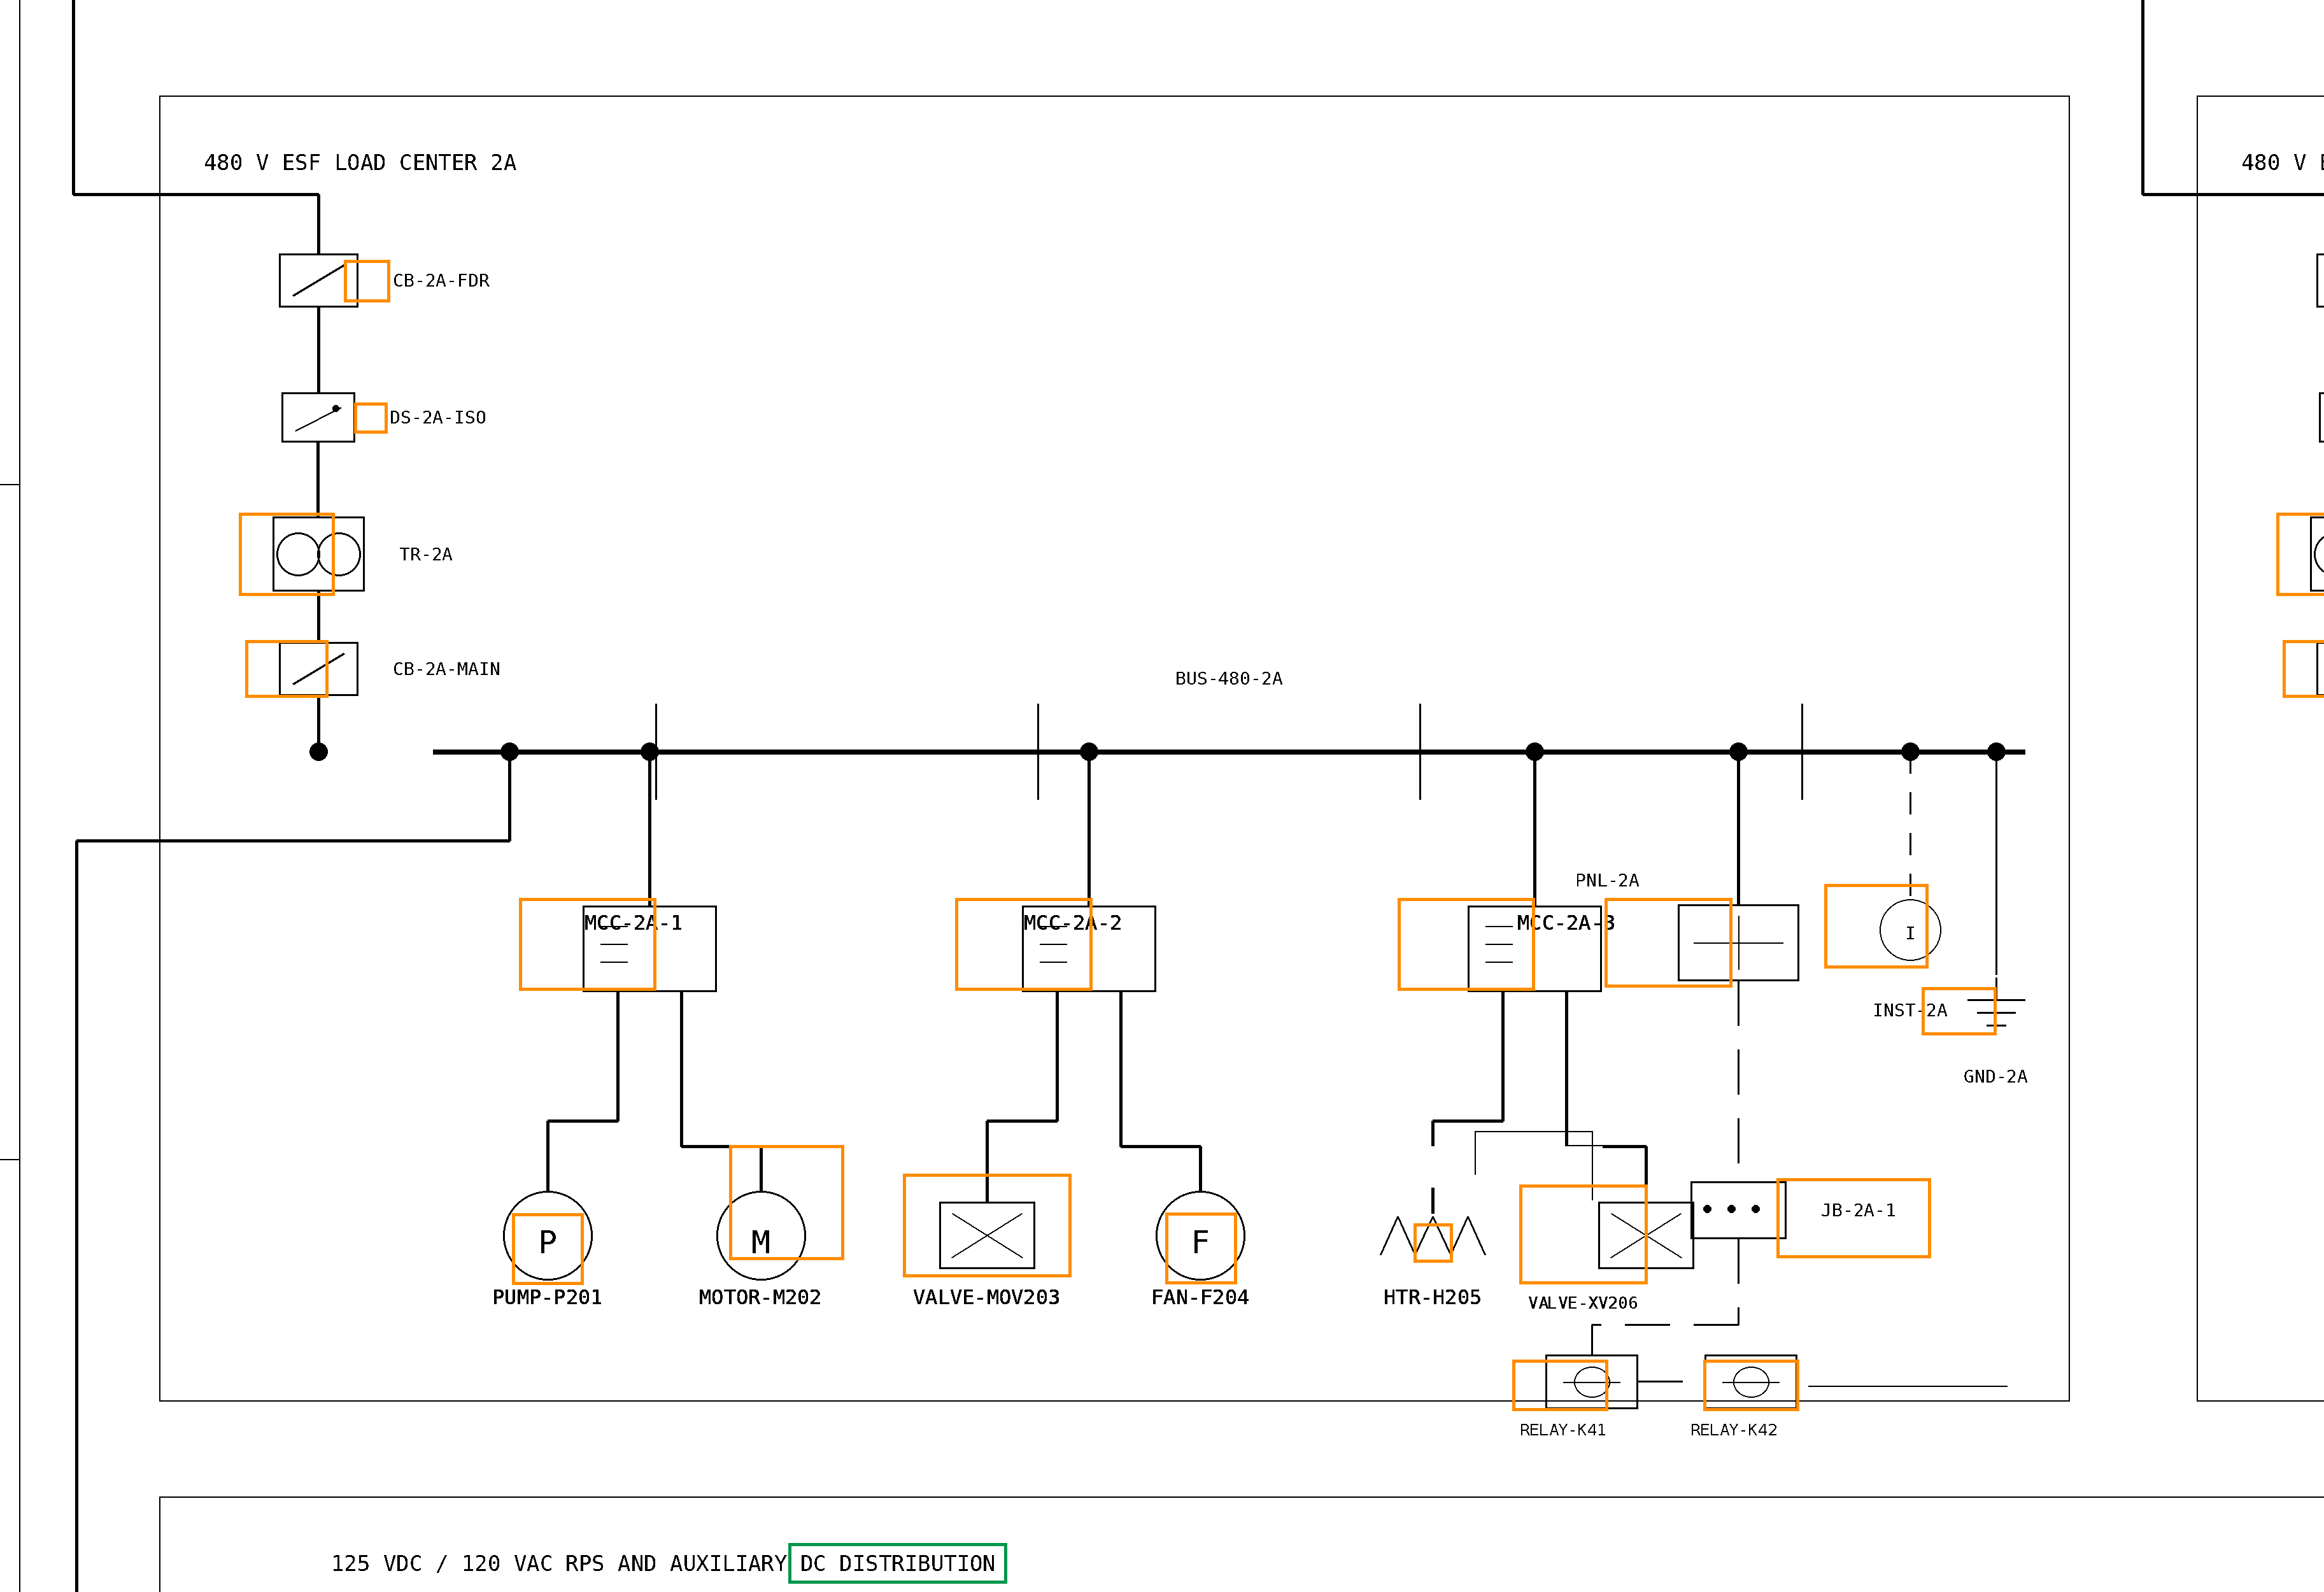 480 V ESF LOAD CENTER 2A
480 V
CB-2A-FDR
DS-2A-ISO
TR-2A
CB-2A-MAIN
BUS-480-2A
PNL-2A
MCC-2A-1
MCC-2A-2
MCC-2A-3
I
INST-2A
GND-2A
JB-2A-1
P
M
F
PUMP-P201
MOTOR-M202
VALVE-MOV203
FAN-F204
HTR-H205
VALVE-XV206
RELAY-K41
RELAY-K42
125 VDC / 120 VAC RPS AND AUXILIARY DC DISTRIBUTION